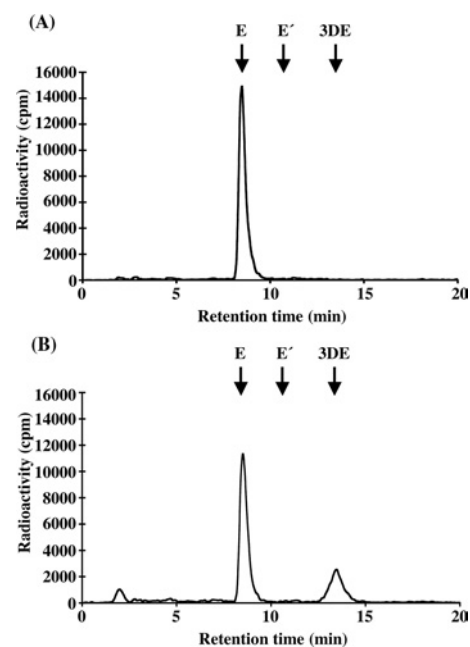 (A)
E E´ 3DE
16000
14000
12000
10000
8000
6000
4000
2000
0
Radioactivity (cpm)
0 5 10 15 20
Retention time (min)
(B)
E E´ 3DE
16000
14000
12000
10000
8000
6000
4000
2000
0
Radioactivity (cpm)
0 5 10 15 20
Retention time (min)